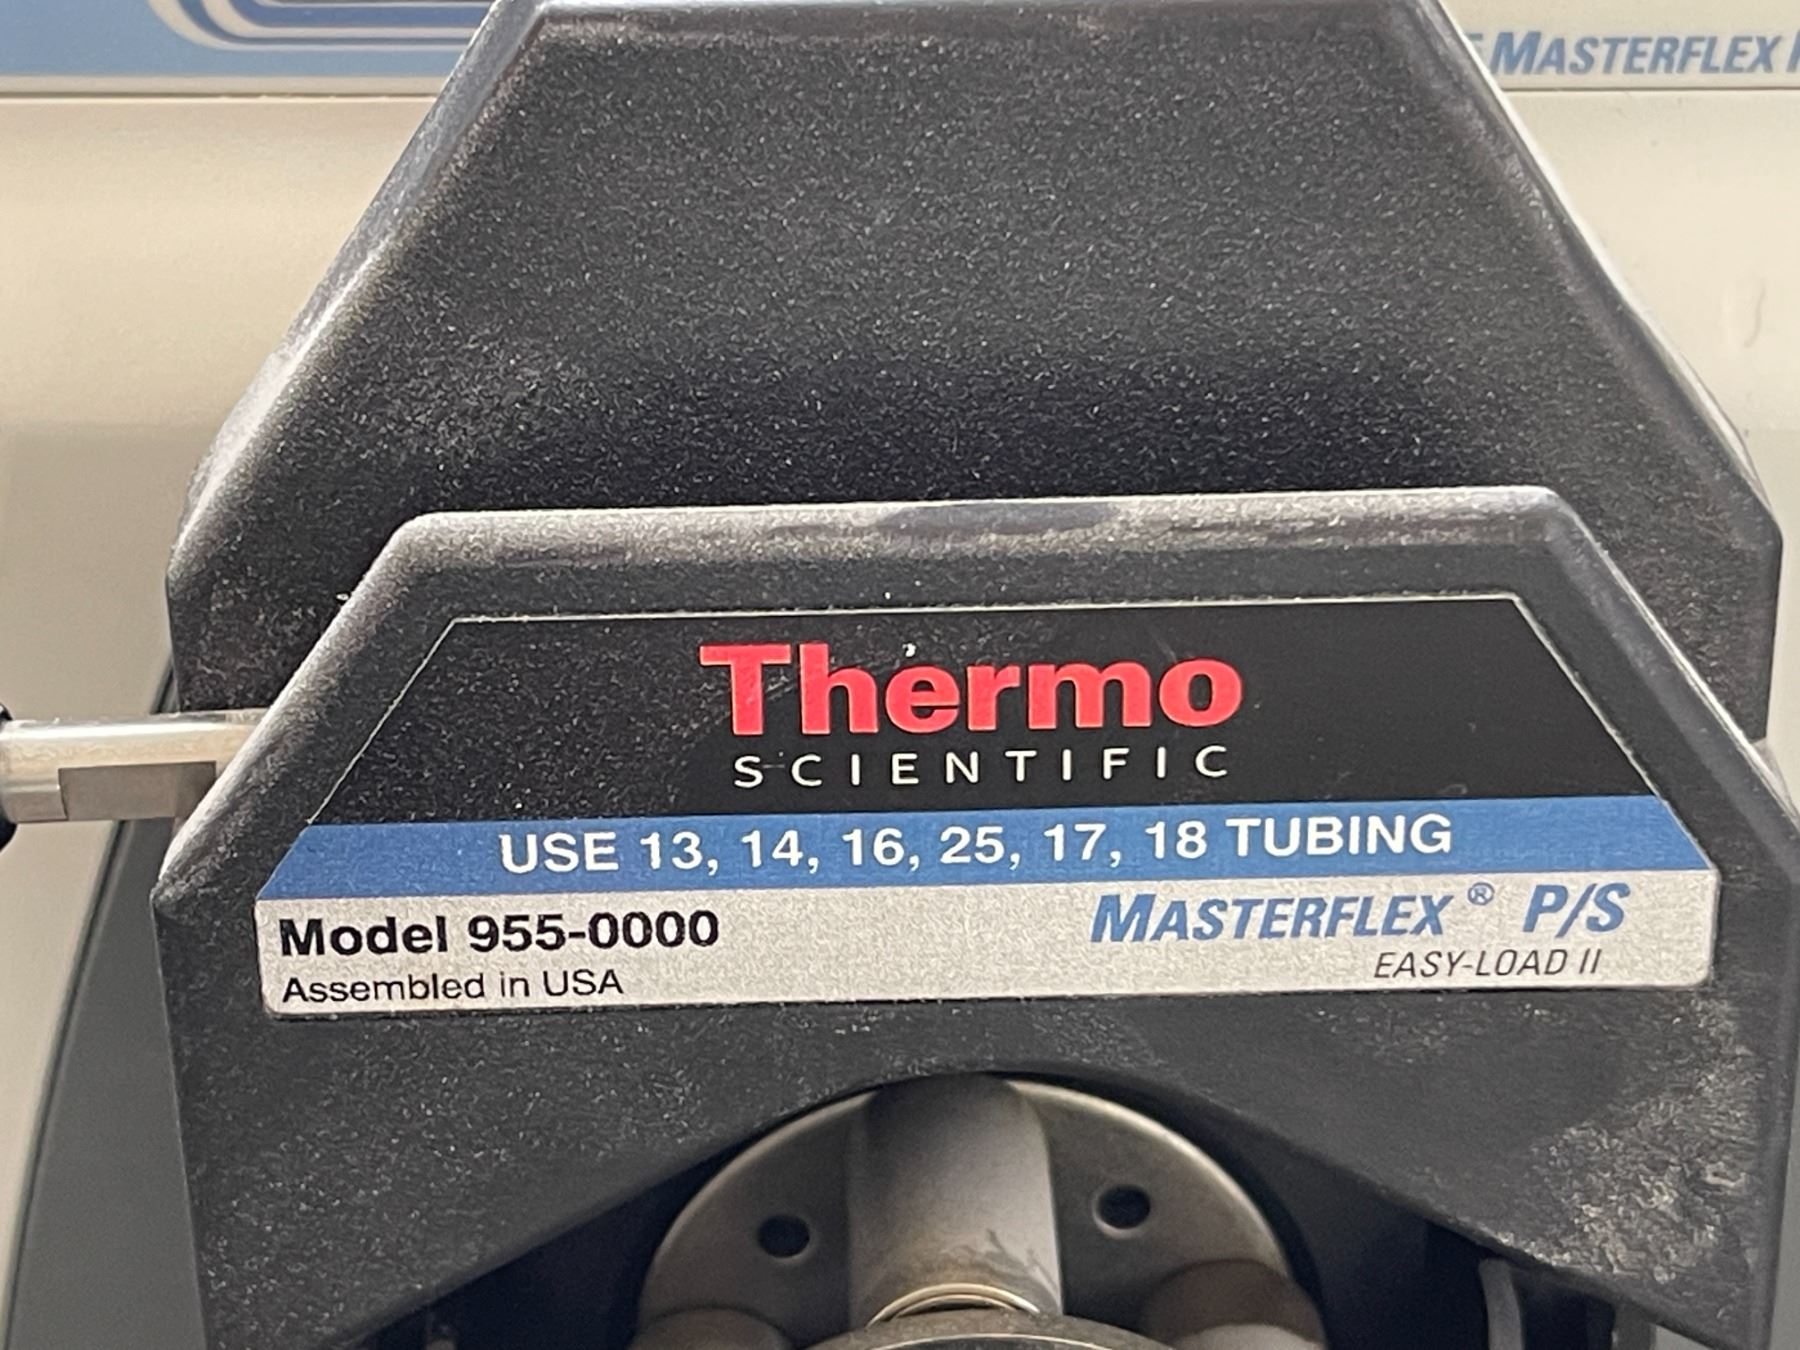 MASTERFLEX
Thermo
SCIENTIFIC
USE 13, 14, 16, 25, 17, 18 TUBING
Model 955-0000
Assembled in USA
MASTERFLEX® P/S
EASY-LOAD II